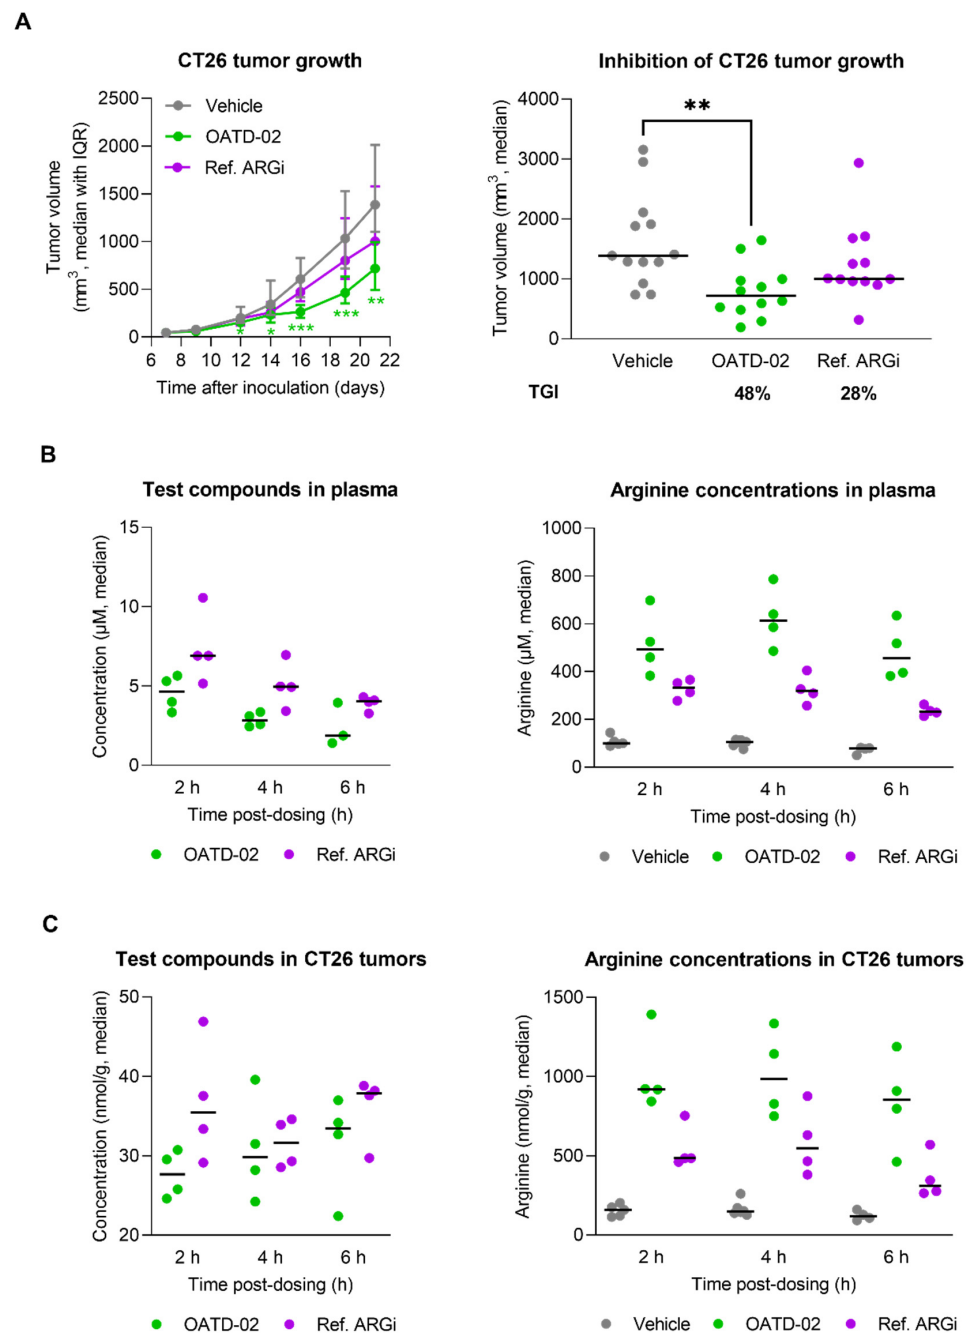 A
CT26 tumor growth
Tumor volume
(mm³, median with IQR)
2500
2000
1500
1000
500
0
Vehicle
OATD-02
Ref. ARGi
* * *** *** **
6 8 10 12 14 16 18 20 22
Time after inoculation (days)
Inhibition of CT26 tumor growth
Tumor volume (mm³, median)
4000
3000
2000
1000
0
**
Vehicle OATD-02 Ref. ARGi
TGI 48% 28%
B
Test compounds in plasma
Concentration (µM, median)
15
10
5
0
2 h 4 h 6 h
Time post-dosing (h)
OATD-02 Ref. ARGi
Arginine concentrations in plasma
Arginine (µM, median)
1000
800
600
400
200
0
2 h 4 h 6 h
Time post-dosing (h)
Vehicle OATD-02 Ref. ARGi
C
Test compounds in CT26 tumors
Concentration (nmol/g, median)
50
40
30
20
2 h 4 h 6 h
Time post-dosing (h)
OATD-02 Ref. ARGi
Arginine concentrations in CT26 tumors
Arginine (nmol/g, median)
1500
1000
500
0
2 h 4 h 6 h
Time post-dosing (h)
Vehicle OATD-02 Ref. ARGi